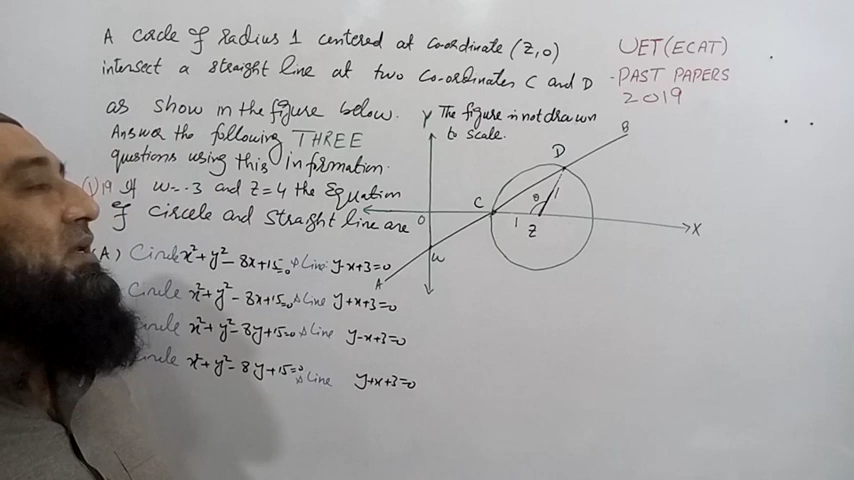 A circle of radius 1 centered at coordinate (Z,0)
intersect a straight line at two co-ordinates C and D
as show in the figure below.
Answer the following THREE
questions using this information.
(1)19 If w=-3 and Z=4 the Equation
of circcle and straight line are
(A) Circle x²+y²-8x+15=0 & Line y-x+3=0
Circle x²+y²-8x+15=0 & Line y+x+3=0
Circle x²+y²-8y+15=0 & Line y-x+3=0
Circle x²+y²-8y+15=0 & Line y+x+3=0
UET(ECAT)
-PAST PAPERS
2019
The figure is not drawn
to scale.
Y
B
D
C
θ
1
O
1
Z
X
w
A